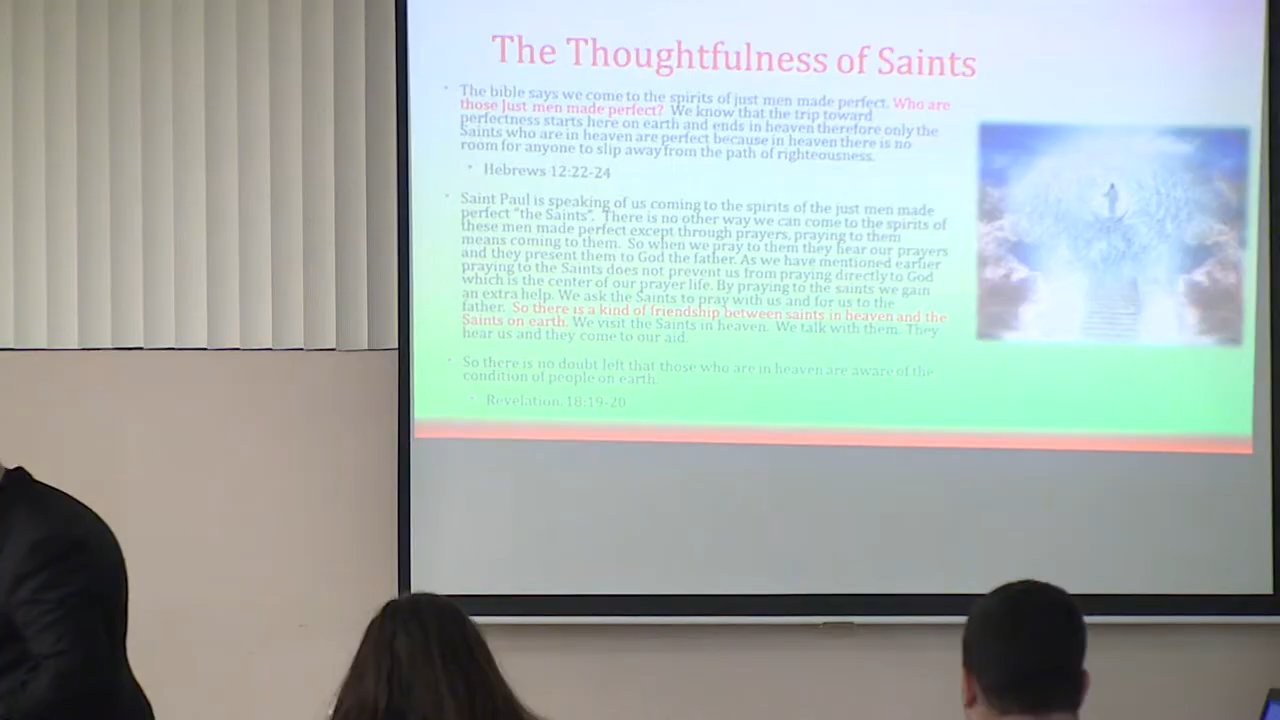 The Thoughtfulness of Saints
The bible says we come to the spirits of just men made perfect. Who are
those Just men made perfect? We know that the trip toward
perfectness starts here on earth and ends in heaven therefore only the
Saints who are in heaven are perfect because in heaven there is no
room for anyone to slip away from the path of righteousness.
Hebrews 12:22-24
Saint Paul is speaking of us coming to the spirits of the just men made
perfect "the Saints". There is no other way we can come to the spirits of
these men made perfect except through prayers, praying to them
means coming to them. So when we pray to them they hear our prayers
and they present them to God the father. As we have mentioned earlier
praying to the Saints does not prevent us from praying directly to God
which is the center of our prayer life. By praying to the saints we gain
an extra help. We ask the Saints to pray with us and for us to the
father. So there is a kind of friendship between saints in heaven and the
Saints on earth. We visit the Saints in heaven. We talk with them. They
hear us and they come to our aid.
So there is no doubt left that those who are in heaven are aware of the
condition of people on earth.
Revelation. 18:19-20